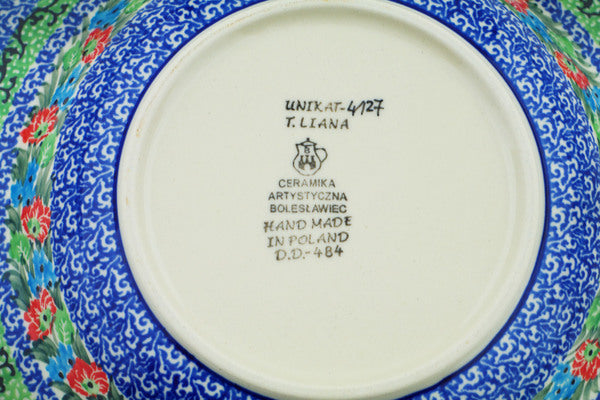 UNIKAT-4127
T. LIANA
B
CERAMIKA
ARTYSTYCZNA
BOLESŁAWIEC
HAND MADE
IN POLAND
D.D.-484